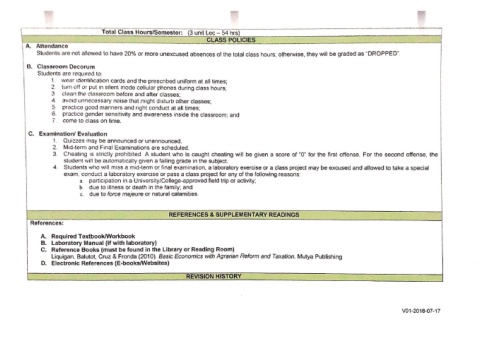 Total Class Hours/Semester: (3 unit Lec – 54 hrs)
CLASS POLICIES
A. Attendance
Students are not allowed to have 20% or more unexcused absences of the total class hours; otherwise, they will be graded as "DROPPED".
B. Classroom Decorum
Students are required to:
1. wear identification cards and the prescribed uniform at all times;
2. turn off or put in silent mode cellular phones during class hours;
3. clean the classroom before and after classes;
4. avoid unnecessary noise that might disturb other classes;
5. practice good manners and right conduct at all times;
6. practice gender sensitivity and awareness inside the classroom; and
7. come to class on time.
C. Examination/ Evaluation
1. Quizzes may be announced or unannounced.
2. Mid-term and Final Examinations are scheduled.
3. Cheating is strictly prohibited. A student who is caught cheating will be given a score of "0" for the first offense. For the second offense, the
student will be automatically given a failing grade in the subject.
4. Students who will miss a mid-term or final examination, a laboratory exercise or a class project may be excused and allowed to take a special
exam, conduct a laboratory exercise or pass a class project for any of the following reasons:
a. participation in a University/College-approved field trip or activity;
b. due to illness or death in the family; and
c. due to force majeure or natural calamities.
REFERENCES & SUPPLEMENTARY READINGS
References:
A. Required Textbook/Workbook
B. Laboratory Manual (if with laboratory)
C. Reference Books (must be found in the Library or Reading Room)
Liquigan, Balutot, Cruz & Fronda (2010). Basic Economics with Agrarian Reform and Taxation, Mutya Publishing
D. Electronic References (E-books/Websites)
REVISION HISTORY
V01-2018-07-17